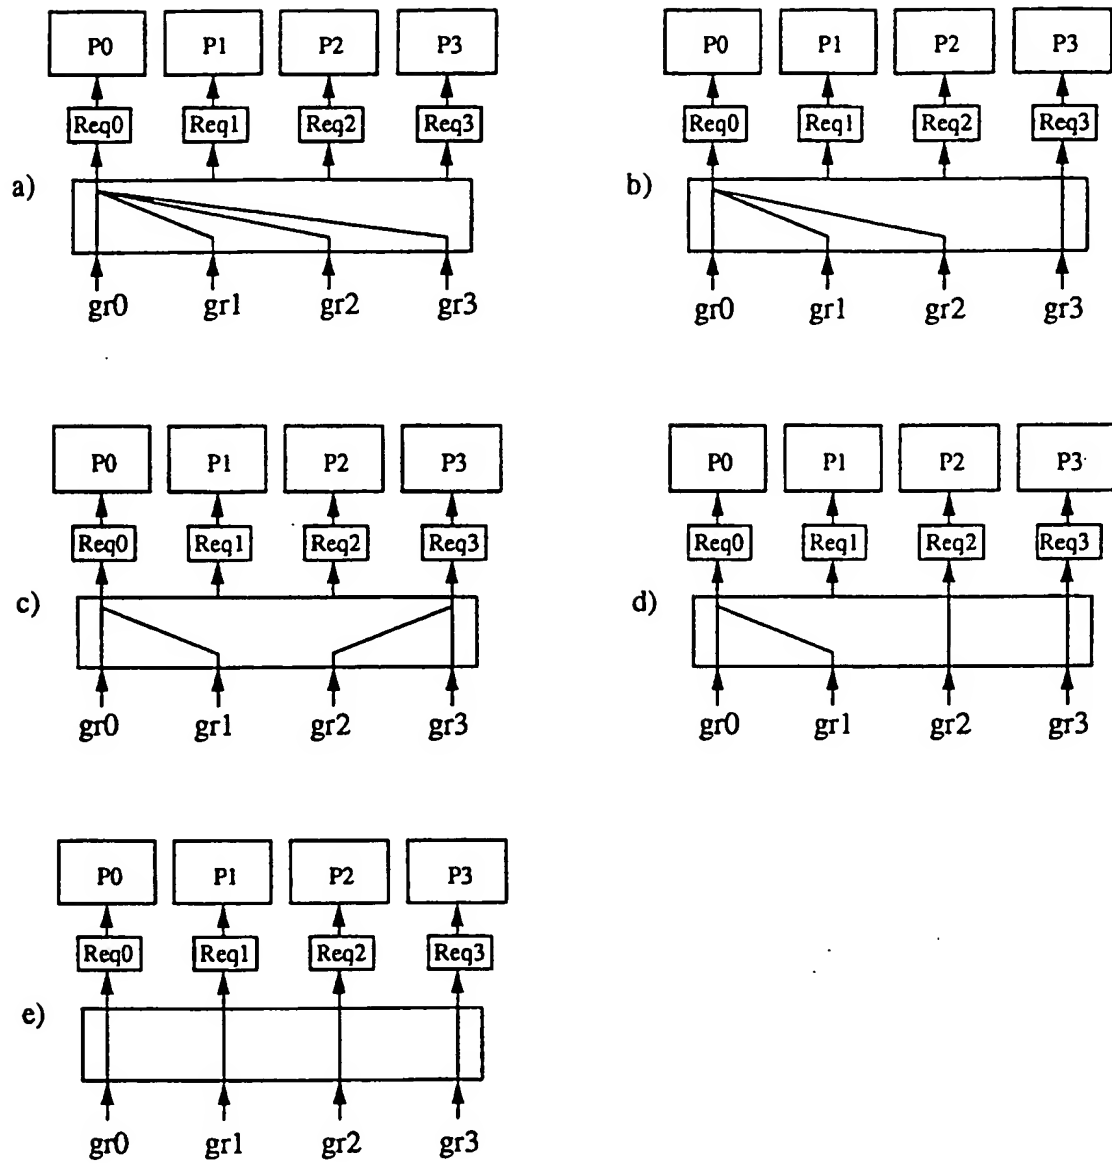 P0 P1 P2 P3
Req0 Req1 Req2 Req3
a)
gr0 gr1 gr2 gr3
P0 P1 P2 P3
Req0 Req1 Req2 Req3
b)
gr0 gr1 gr2 gr3
P0 P1 P2 P3
Req0 Req1 Req2 Req3
c)
gr0 gr1 gr2 gr3
P0 P1 P2 P3
Req0 Req1 Req2 Req3
d)
gr0 gr1 gr2 gr3
P0 P1 P2 P3
Req0 Req1 Req2 Req3
e)
gr0 gr1 gr2 gr3